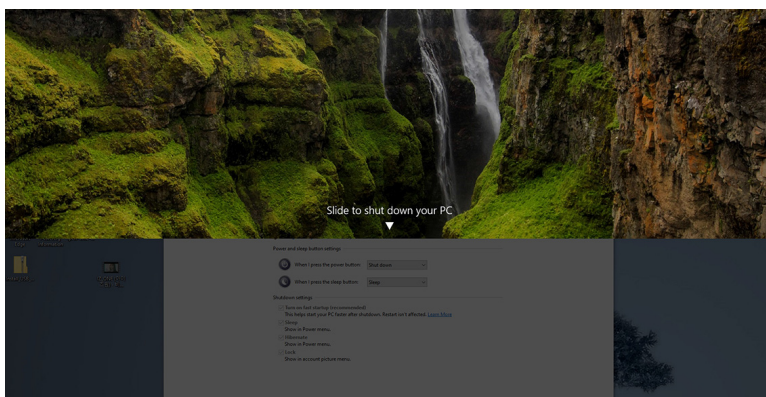 Slide to shut down your PC
Power and sleep button settings
When I press the power button: Shut down
When I press the sleep button: Sleep
Shutdown settings
Turn on fast startup (recommended)
This helps start your PC faster after shutdown. Restart isn't affected. Learn More
Sleep
Show in Power menu.
Hibernate
Show in Power menu.
Lock
Show in account picture menu.